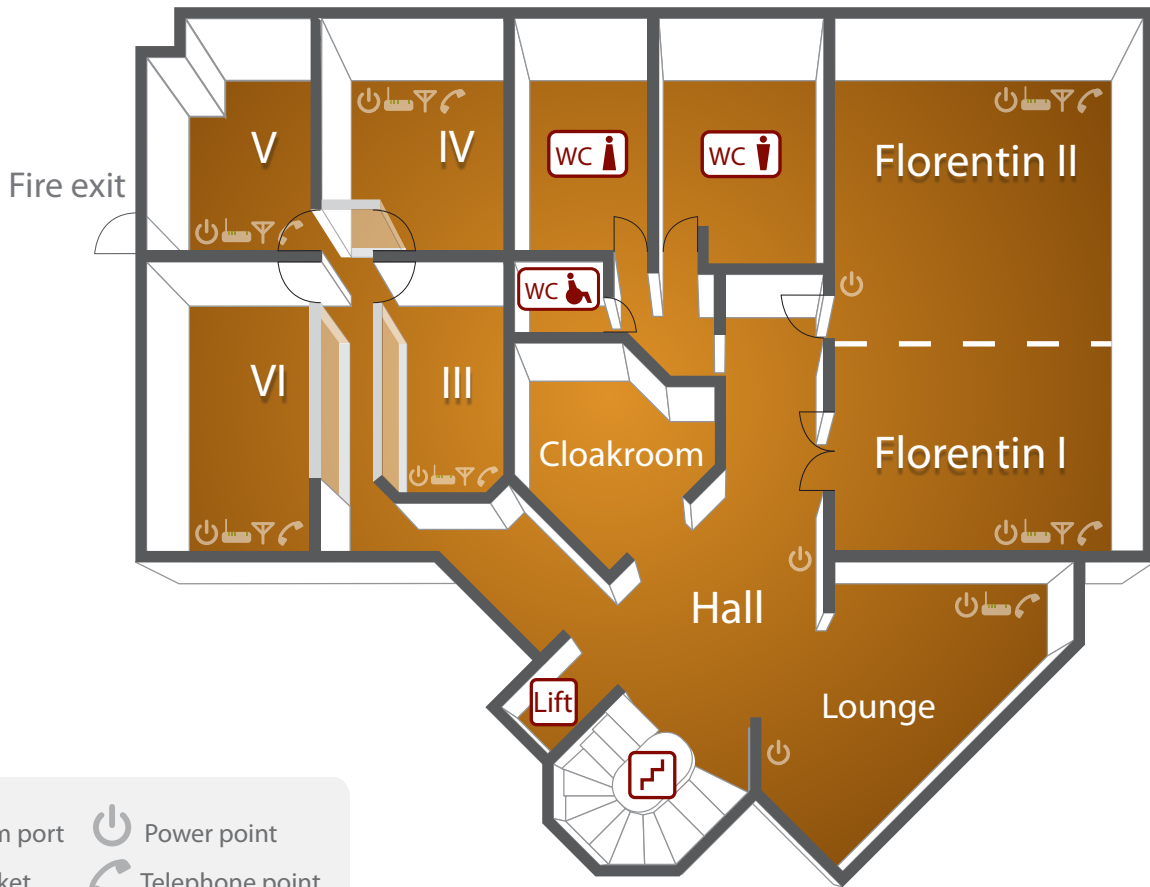 V
IV
WC
WC
Florentin II
Fire exit
WC
VI
III
Cloakroom
Florentin I
Hall
Lift
Lounge
port
Power point
Telephone point